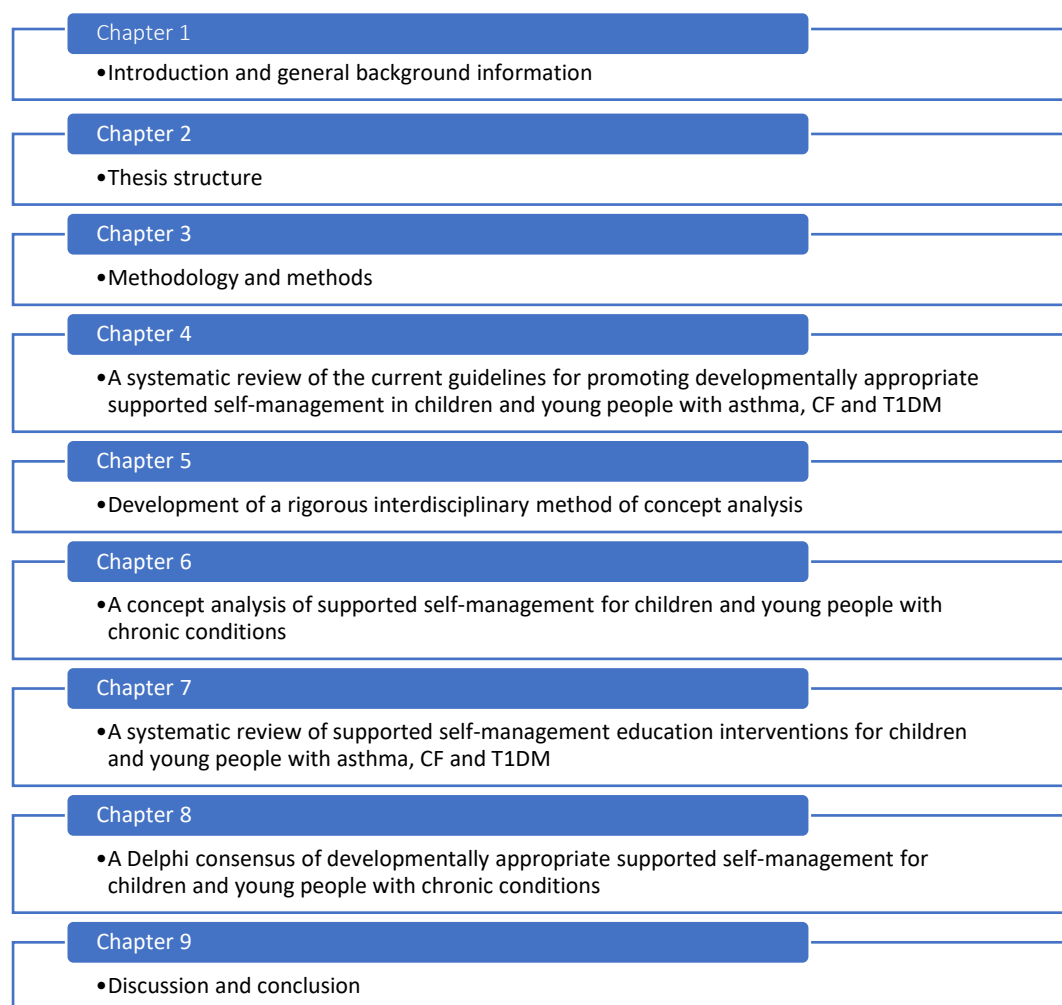 Chapter 1
•Introduction and general background information
Chapter 2
•Thesis structure
Chapter 3
•Methodology and methods
Chapter 4
•A systematic review of the current guidelines for promoting developmentally appropriate
supported self-management in children and young people with asthma, CF and T1DM
Chapter 5
•Development of a rigorous interdisciplinary method of concept analysis
Chapter 6
•A concept analysis of supported self-management for children and young people with
chronic conditions
Chapter 7
•A systematic review of supported self-management education interventions for children
and young people with asthma, CF and T1DM
Chapter 8
•A Delphi consensus of developmentally appropriate supported self-management for
children and young people with chronic conditions
Chapter 9
•Discussion and conclusion